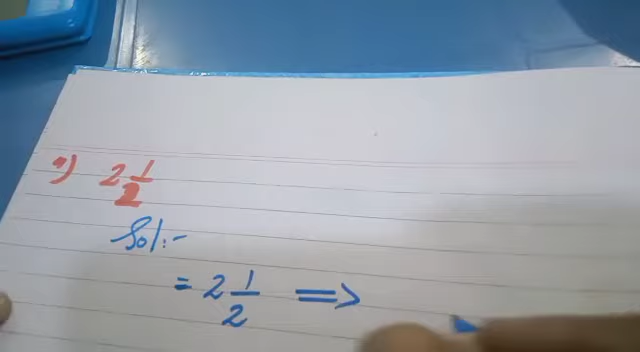 1) 2 1/2
Sol:-
= 2 1/2 ⇒